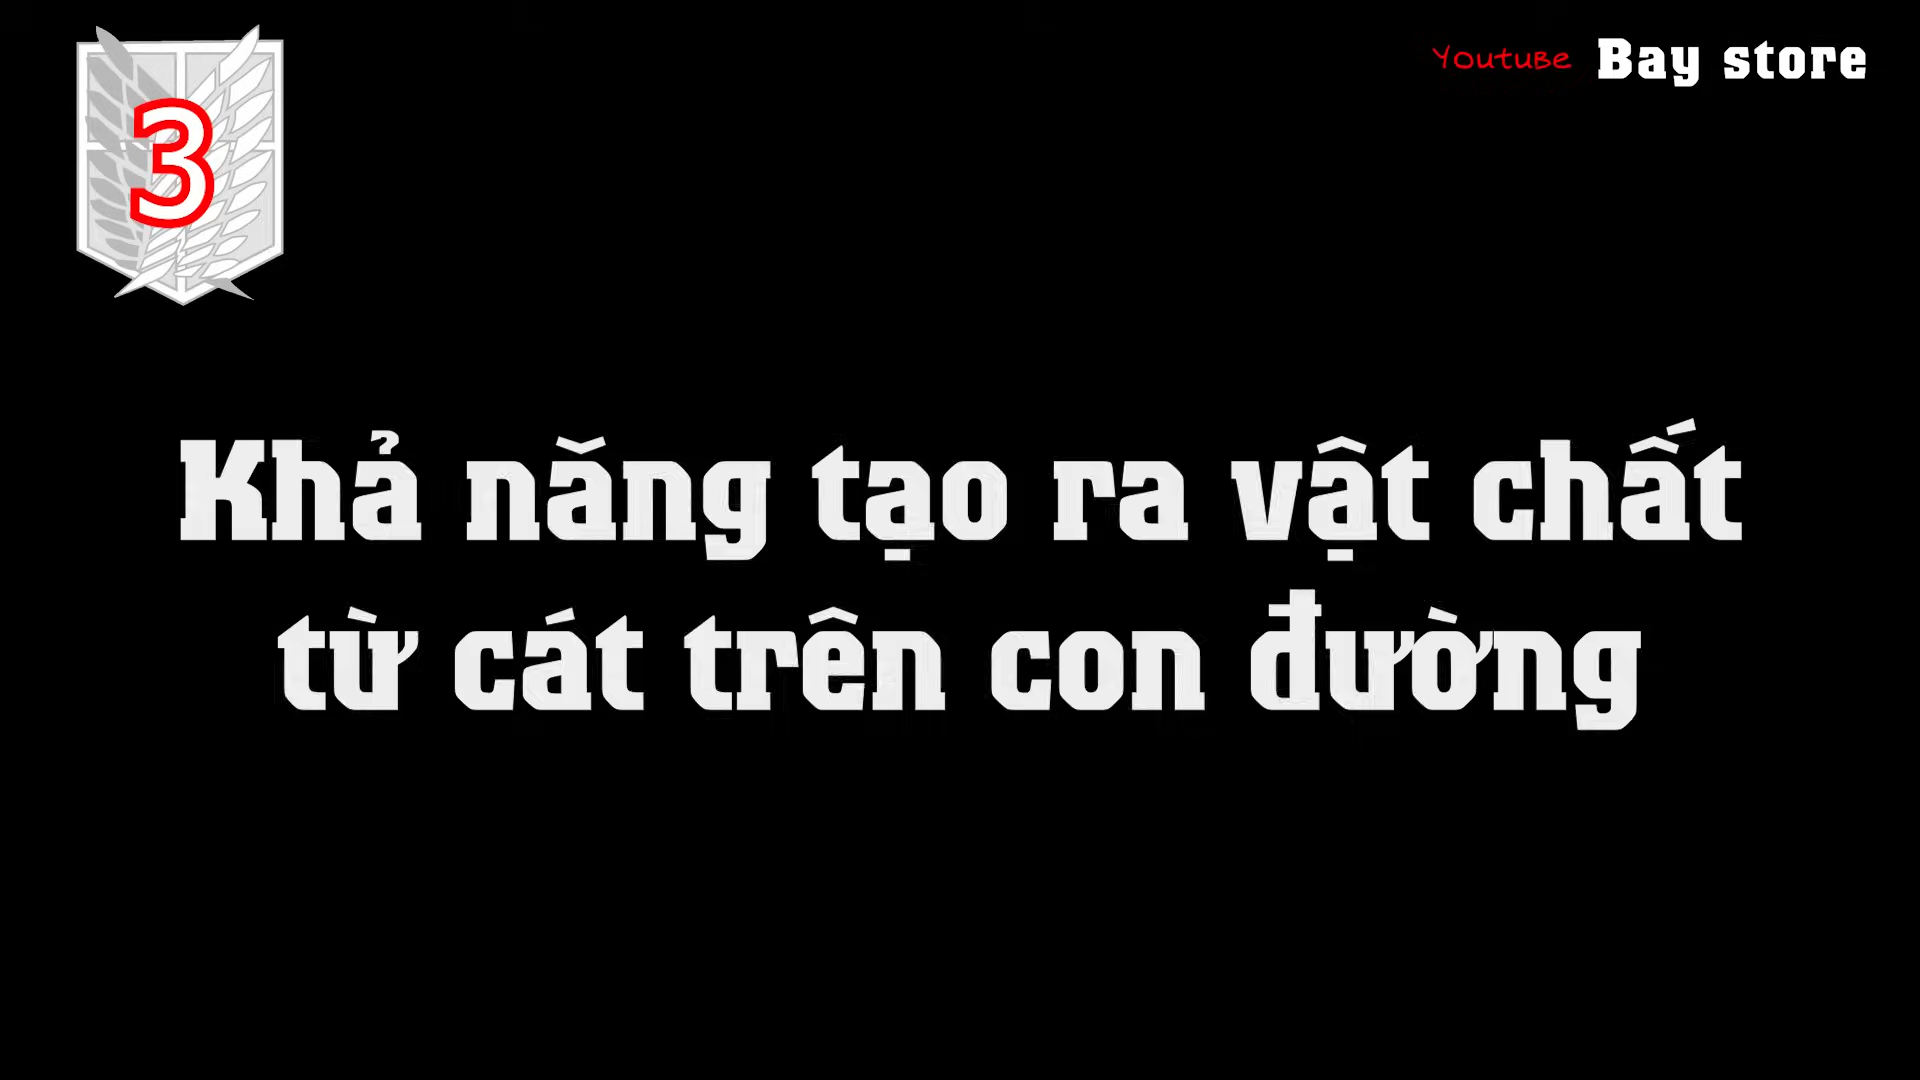 3
Youtube Bay store
Khả năng tạo ra vật chất
từ cát trên con đường